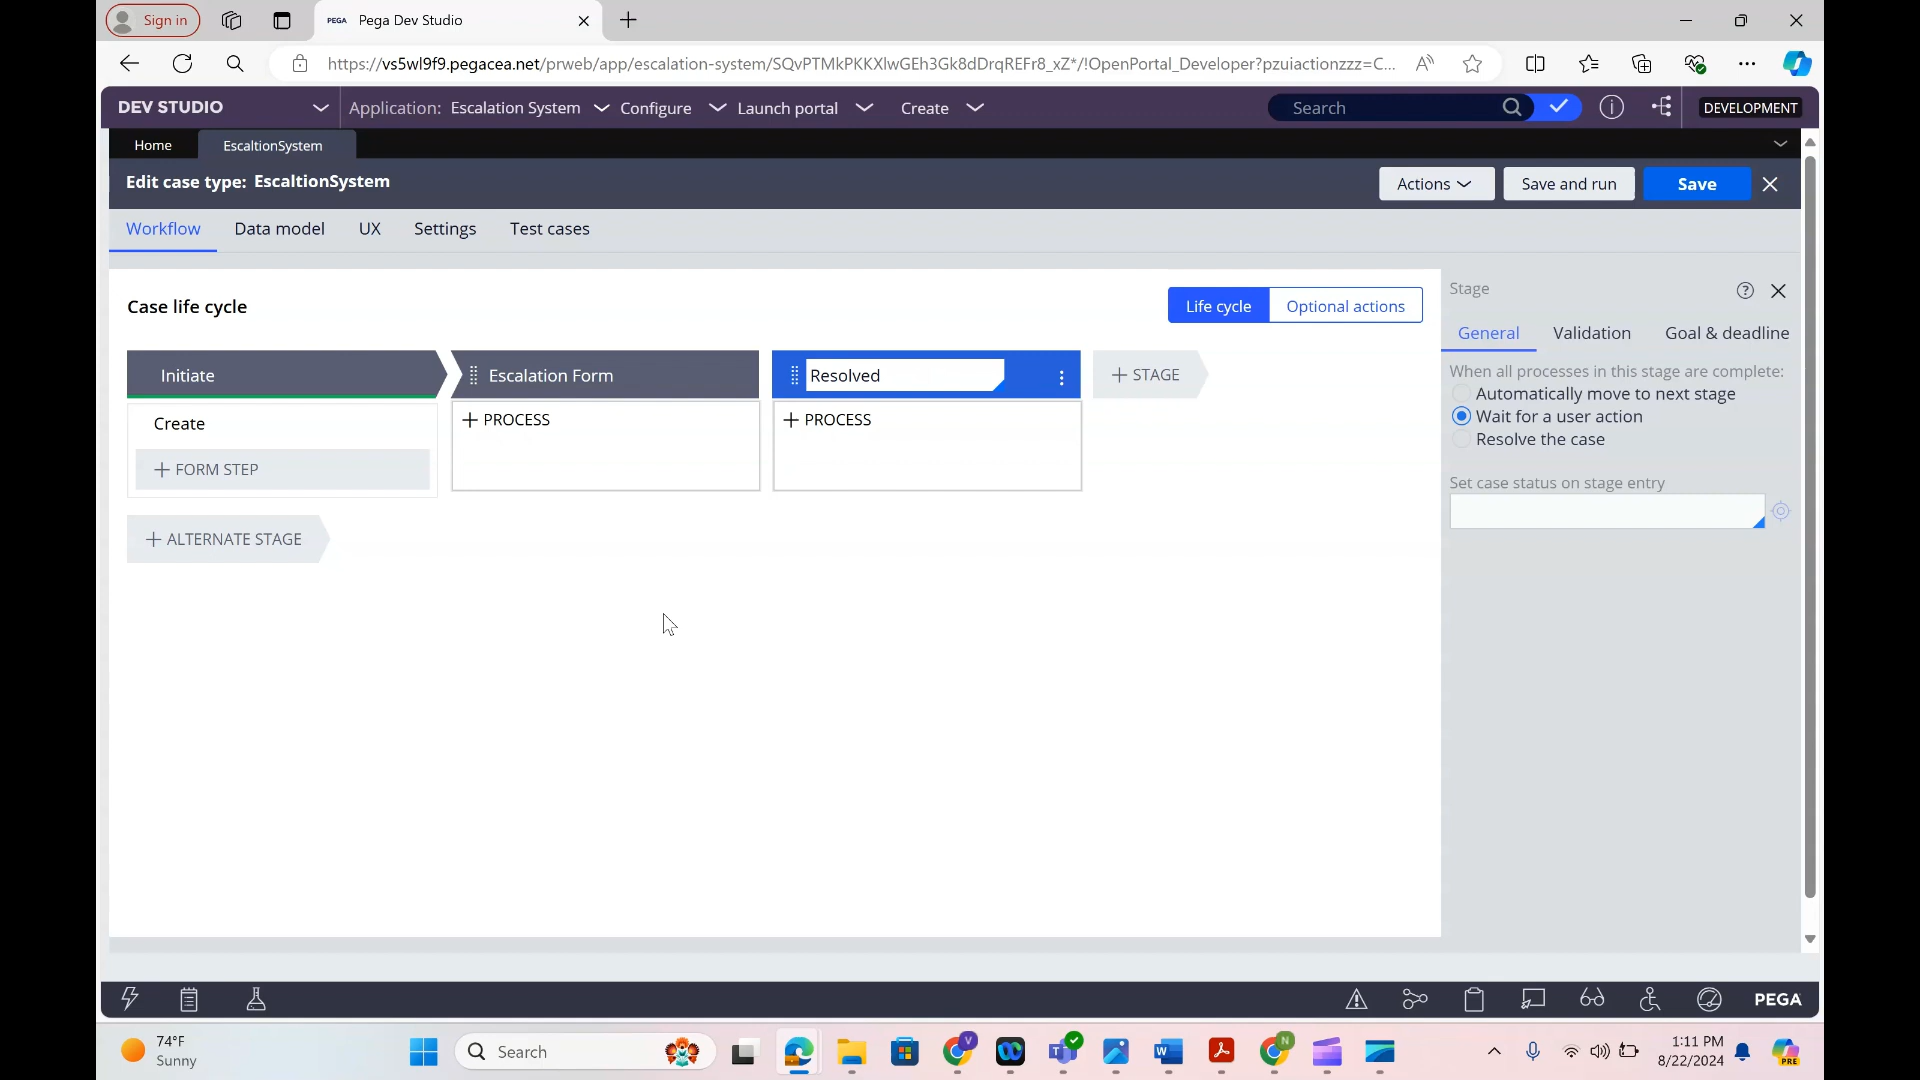 Sign in
PEGA Pega Dev Studio
https://vs5wl9f9.pegacea.net/prweb/app/escalation-system/SQvPTMkPKKXlwGEh3Gk8dDrqREFr8_xZ*/!OpenPortal_Developer?pzuiactionzzz=C...
DEV STUDIO
Application: Escalation System
Configure
Launch portal
Create
Search
DEVELOPMENT
Home
EscaltionSystem
Edit case type: EscaltionSystem
Actions
Save and run
Save
Workflow
Data model
UX
Settings
Test cases
Case life cycle
Life cycle
Optional actions
Stage
General
Validation
Goal & deadline
Initiate
Escalation Form
Resolved
+ STAGE
When all processes in this stage are complete:
Automatically move to next stage
Wait for a user action
Resolve the case
Create
+ PROCESS
+ PROCESS
+ FORM STEP
Set case status on stage entry
+ ALTERNATE STAGE
PEGA
74°F
Sunny
Search
V
N
PRE
1:11 PM
8/22/2024